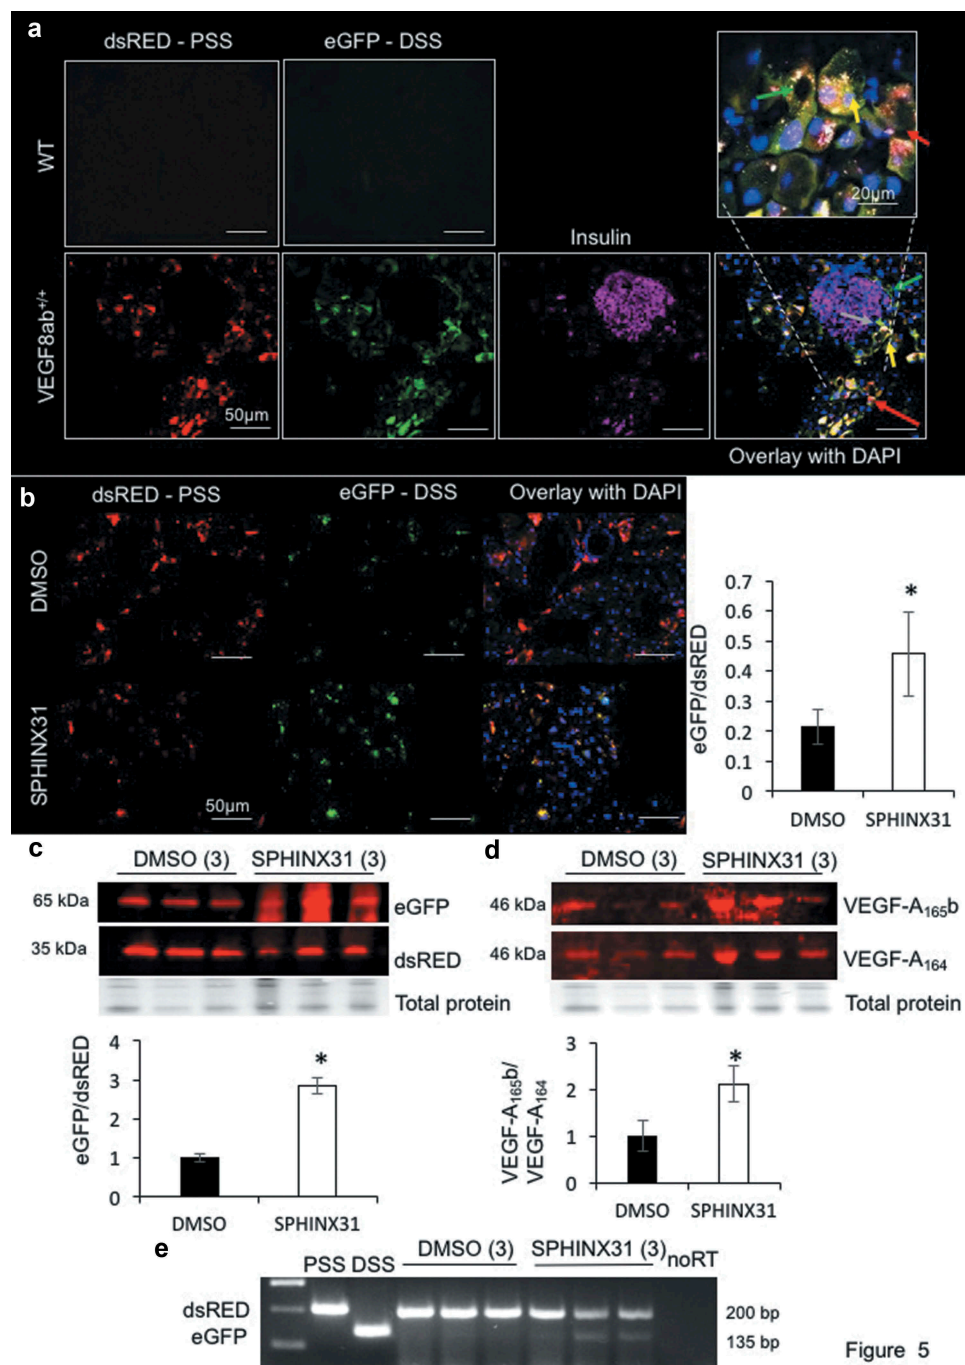 a
dsRED - PSS
eGFP - DSS
WT
20µm
Insulin
VEGF8ab+/+
50µm
Overlay with DAPI
b
dsRED - PSS
eGFP - DSS
Overlay with DAPI
DMSO
SPHINX31
50µm
eGFP/dsRED
0.7
0.6
0.5
0.4
0.3
0.2
0.1
0
*
DMSO
SPHINX31
c
DMSO (3)
SPHINX31 (3)
65 kDa
eGFP
35 kDa
dsRED
Total protein
eGFP/dsRED
4
3
2
1
0
*
DMSO
SPHINX31
d
DMSO (3)
SPHINX31 (3)
46 kDa
VEGF-A165b
46 kDa
VEGF-A164
Total protein
VEGF-A165b/
VEGF-A164
3
2
1
0
*
DMSO
SPHINX31
e
PSS
DSS
DMSO (3)
SPHINX31 (3)
noRT
dsRED
200 bp
eGFP
135 bp
Figure 5